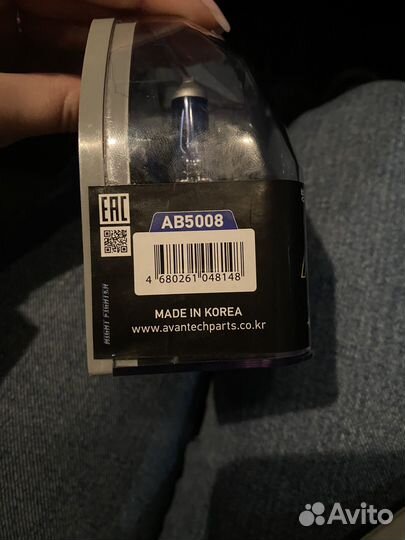 EAC
AB5008
4 680261 048148
MADE IN KOREA
www.avantechparts.co.kr
NIGHT FIGHTER
Avito